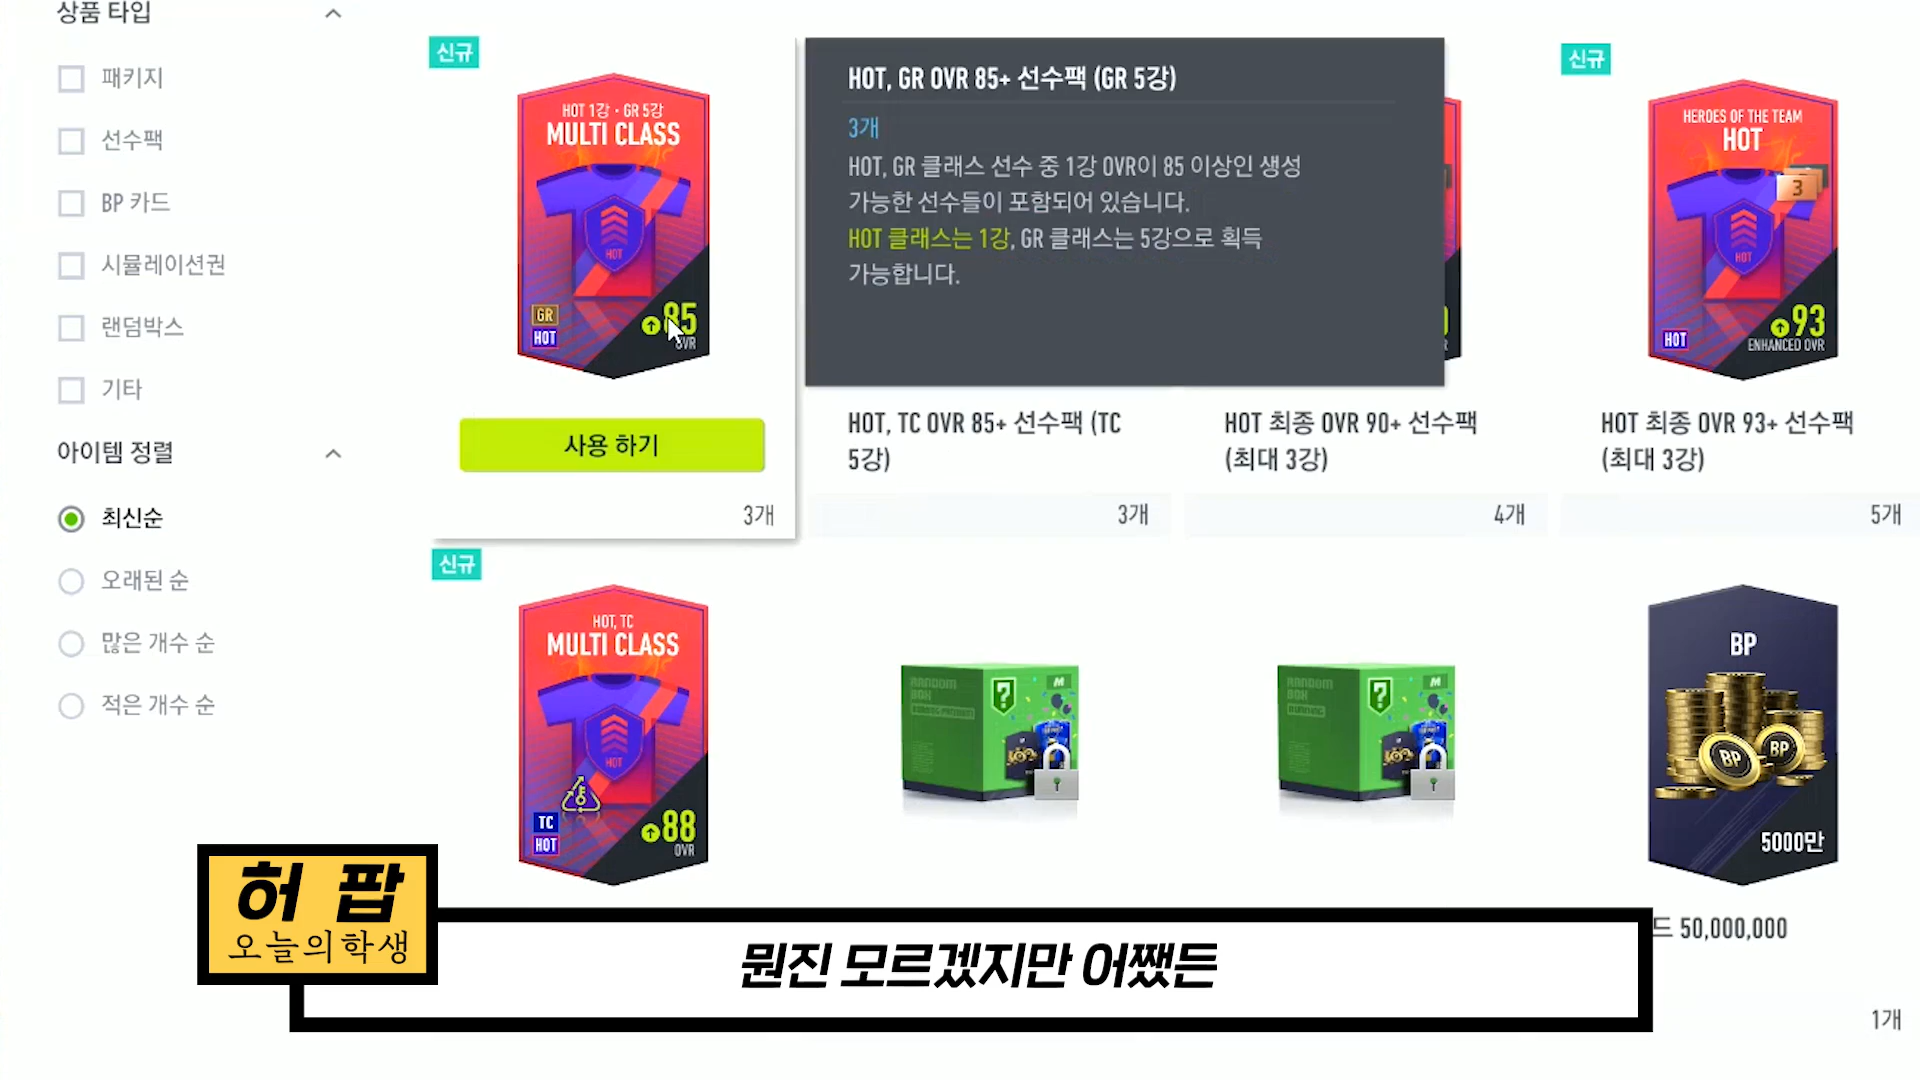 상품 타입
패키지
선수팩
BP 카드
시뮬레이션권
랜덤박스
기타
아이템 정렬
최신순
오래된 순
많은 개수 순
적은 개수 순
신규
HOT 1강 · GR 5강
MULTI CLASS
HOT
GR
HOT
85
OVR
사용 하기
3개
HOT, GR OVR 85+ 선수팩 (GR 5강)
3개
HOT, GR 클래스 선수 중 1강 OVR이 85 이상인 생성
가능한 선수들이 포함되어 있습니다.
HOT 클래스는 1강, GR 클래스는 5강으로 획득
가능합니다.
HOT, TC OVR 85+ 선수팩 (TC
5강)
3개
HOT 최종 OVR 90+ 선수팩
(최대 3강)
4개
신규
HEROES OF THE TEAM
HOT
3
HOT
HOT
93
ENHANCED OVR
HOT 최종 OVR 93+ 선수팩
(최대 3강)
5개
신규
HOT, TC
MULTI CLASS
HOT
TC
HOT
88
OVR
RANDOM
BOX
?
M
RANDOM
BOX
?
M
BP
BP
BP
5000만
드 50,000,000
1개
허 팝
오늘의학생
뭔진 모르겠지만 어쨌든